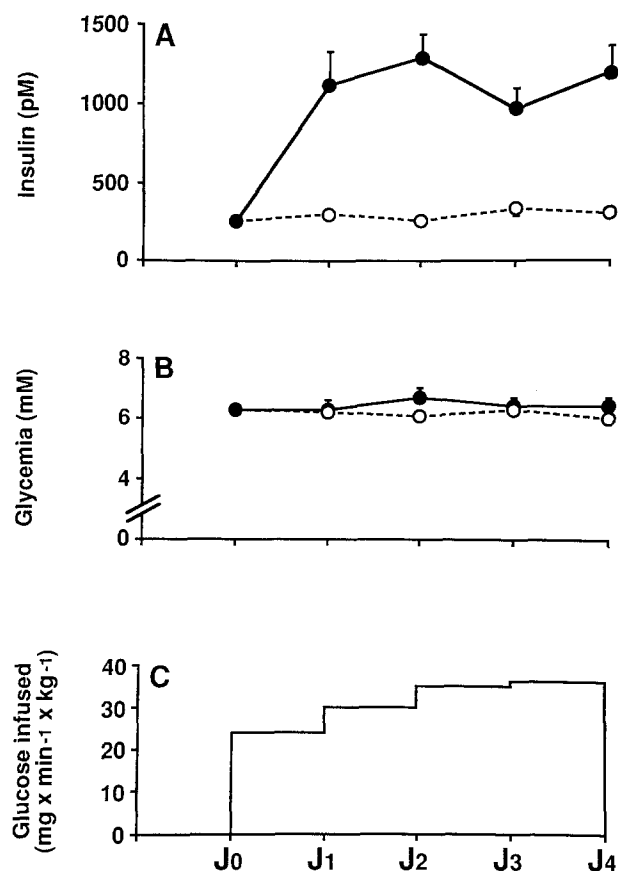 A
Insulin (pM)
1500
1000
500
0
B
Glycemia (mM)
8
6
4
0
C
Glucose infused
(mg x min-1 x kg-1)
40
30
20
10
0
J0 J1 J2 J3 J4